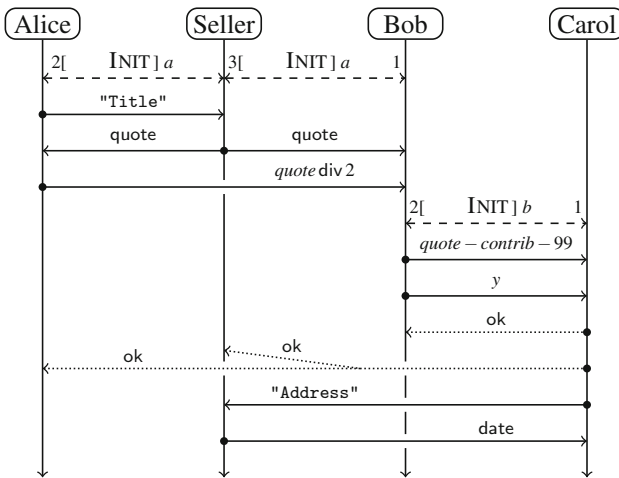 Alice Seller Bob Carol
2[ INIT] a 3[ INIT] a 1
"Title"
quote quote
quote div 2
2[ INIT] b 1
quote − contrib − 99
y
ok
ok ok
"Address"
date